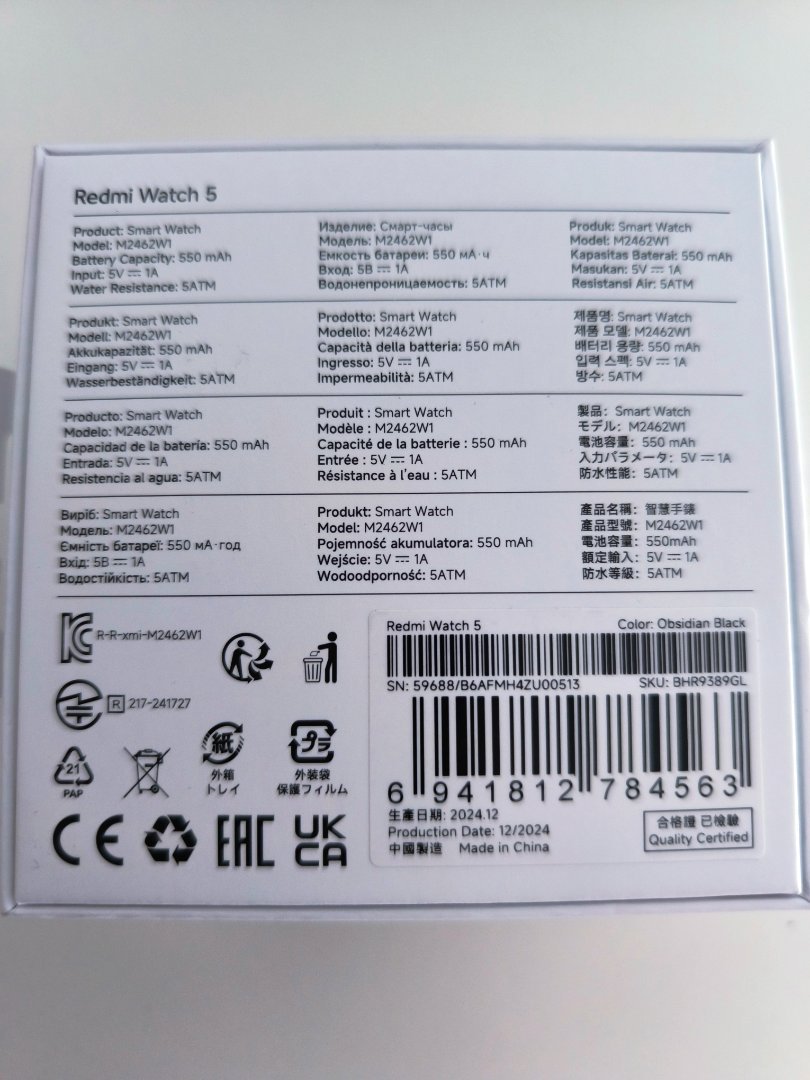 Redmi Watch 5
Product: Smart Watch
Model: M2462W1
Battery Capacity: 550 mAh
Input: 5V⎓1A
Water Resistance: 5ATM
Изделие: Смарт-часы
Модель: M2462W1
Емкость батареи: 550 мА·ч
Вход: 5В⎓1А
Водонепроницаемость: 5ATM
Produk: Smart Watch
Model: M2462W1
Kapasitas Baterai: 550 mAh
Masukan: 5V⎓1A
Resistansi Air: 5ATM
Produkt: Smart Watch
Modell: M2462W1
Akkukapazität: 550 mAh
Eingang: 5V⎓1A
Wasserbeständigkeit: 5ATM
Prodotto: Smart Watch
Modello: M2462W1
Capacità della batteria: 550 mAh
Ingresso: 5V⎓1A
Impermeabilità: 5ATM
제품명: Smart Watch
제품 모델: M2462W1
배터리 용량: 550 mAh
입력 스펙: 5V⎓1A
방수: 5ATM
Producto: Smart Watch
Modelo: M2462W1
Capacidad de la batería: 550 mAh
Entrada: 5V⎓1A
Resistencia al agua: 5ATM
Produit : Smart Watch
Modèle : M2462W1
Capacité de la batterie : 550 mAh
Entrée : 5V⎓1A
Résistance à l'eau : 5ATM
製品：Smart Watch
モデル：M2462W1
電池容量：550 mAh
入力パラメータ：5V⎓1A
防水性能：5ATM
Виріб: Smart Watch
Модель: M2462W1
Ємність батареї: 550 мА·год
Вхід: 5В⎓1А
Водостійкість: 5ATM
Produkt: Smart Watch
Model: M2462W1
Pojemność akumulatora: 550 mAh
Wejście: 5V⎓1A
Wodoodporność: 5ATM
產品名稱：智慧手錶
產品型號：M2462W1
電池容量：550mAh
額定輸入：5V⎓1A
防水等級：5ATM
R-R-xmi-M2462W1
R 217-241727
21
PAP
紙
外箱
トレイ
プラ
外装袋
保護フィルム
CE
EAC
UK
CA
Redmi Watch 5
Color: Obsidian Black
SN: 59688/B6AFMH4ZU00513
SKU: BHR9389GL
6 941812 784563
生產日期: 2024.12
Production Date: 12/2024
中國製造 Made in China
合格證 已檢驗
Quality Certified